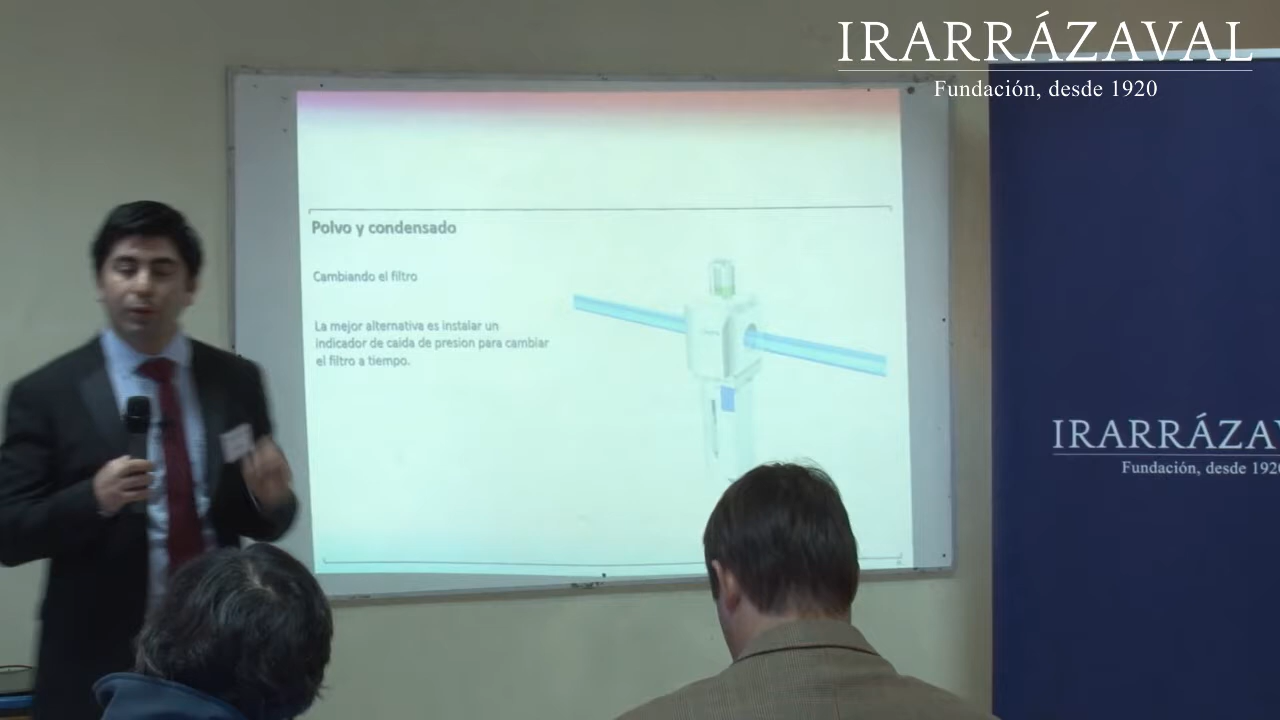 IRARRÁZAVAL
Fundación, desde 1920
Polvo y condensado
Cambiando el filtro
La mejor alternativa es instalar un
indicador de caida de presion para cambiar
el filtro a tiempo.
IRARRÁZA
Fundación, desde 192